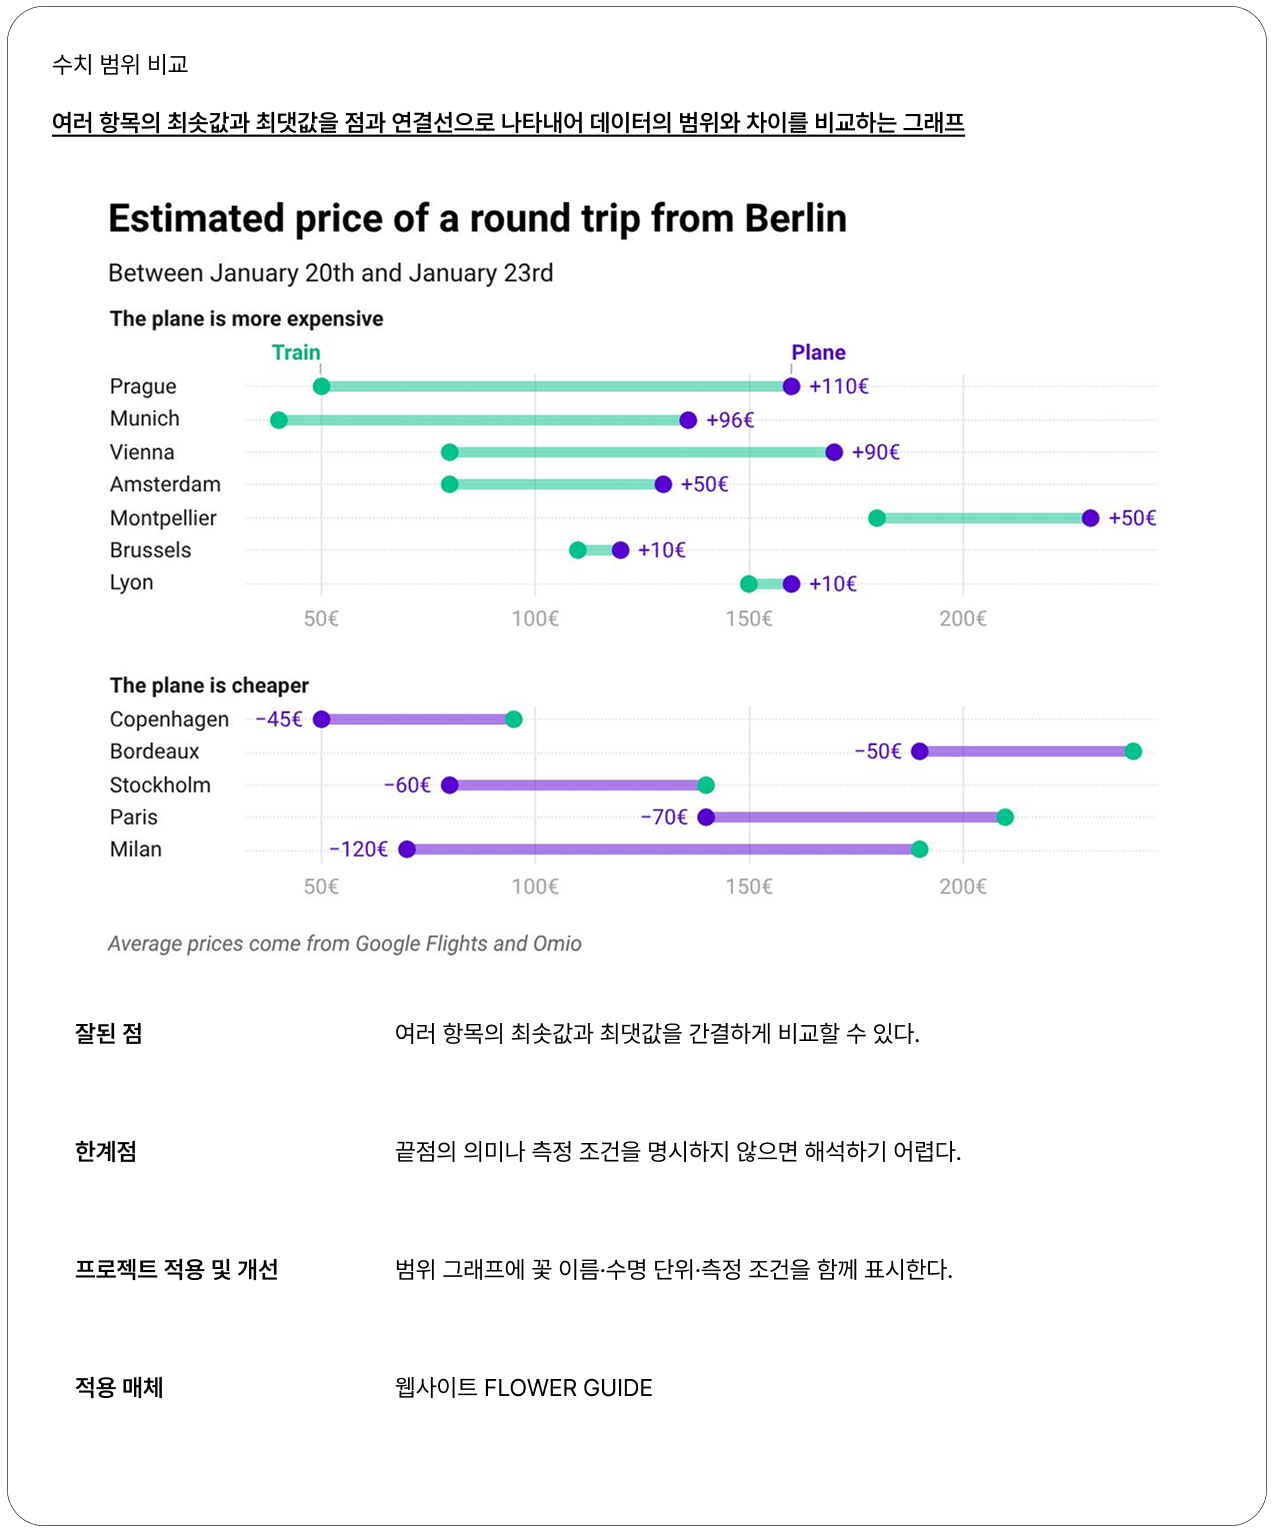 수치 범위 비교
여러 항목의 최솟값과 최댓값을 점과 연결선으로 나타내어 데이터의 범위와 차이를 비교하는 그래프
Estimated price of a round trip from Berlin
Between January 20th and January 23rd
The plane is more expensive
Train Plane
Prague +110€
Munich +96€
Vienna +90€
Amsterdam +50€
Montpellier +50€
Brussels +10€
Lyon +10€
50€ 100€ 150€ 200€
The plane is cheaper
Copenhagen −45€
Bordeaux −50€
Stockholm −60€
Paris −70€
Milan −120€
50€ 100€ 150€ 200€
Average prices come from Google Flights and Omio
잘된 점 여러 항목의 최솟값과 최댓값을 간결하게 비교할 수 있다.
한계점 끝점의 의미나 측정 조건을 명시하지 않으면 해석하기 어렵다.
프로젝트 적용 및 개선 범위 그래프에 꽃 이름·수명 단위·측정 조건을 함께 표시한다.
적용 매체 웹사이트 FLOWER GUIDE